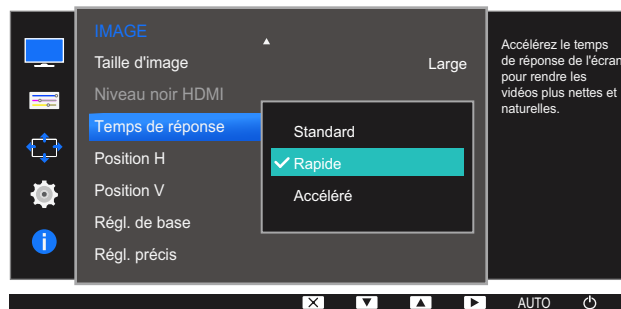 IMAGE
Taille d'image Large
Niveau noir HDMI
Temps de réponse
Position H
Position V
Régl. de base
Régl. précis
Standard
Rapide
Accéléré
Accélérez le temps
de réponse de l'écran
pour rendre les
vidéos plus nettes et
naturelles.
AUTO